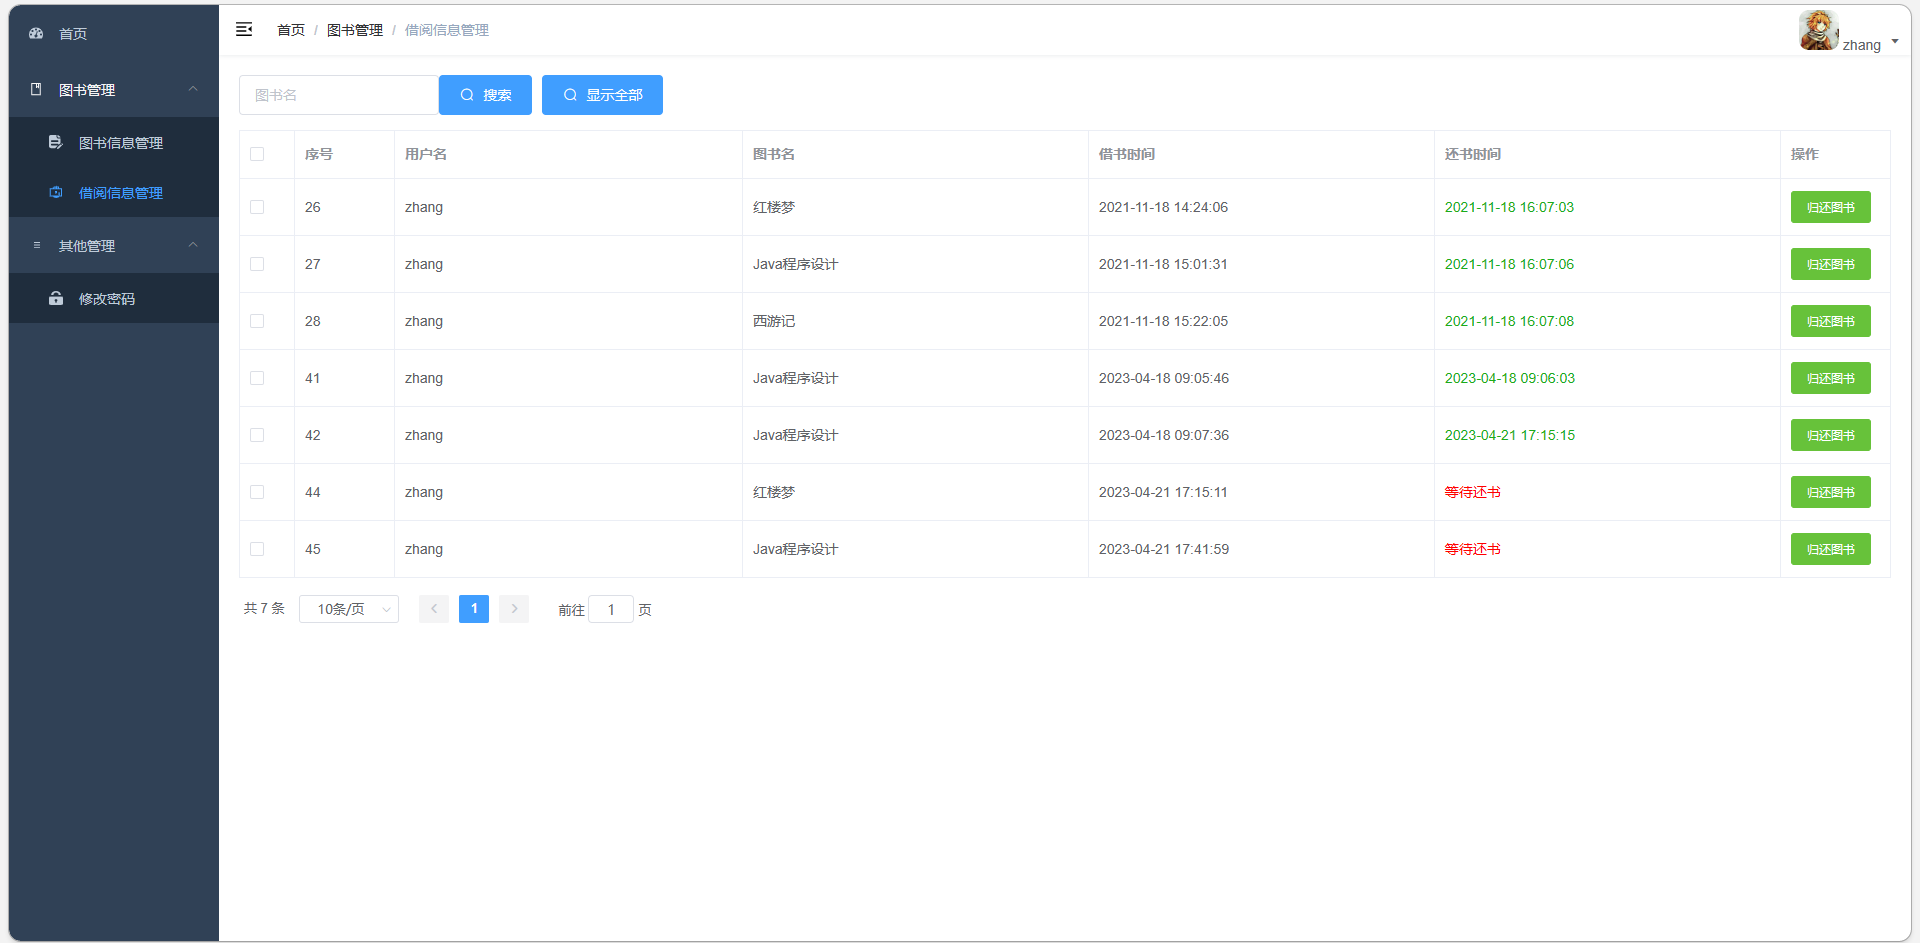 首页
图书管理
图书信息管理
借阅信息管理
其他管理
修改密码
首页 / 图书管理 / 借阅信息管理
zhang
图书名 搜索 显示全部
序号 用户名 图书名 借书时间 还书时间 操作
26 zhang 红楼梦 2021-11-18 14:24:06 2021-11-18 16:07:03 归还图书
27 zhang Java程序设计 2021-11-18 15:01:31 2021-11-18 16:07:06 归还图书
28 zhang 西游记 2021-11-18 15:22:05 2021-11-18 16:07:08 归还图书
41 zhang Java程序设计 2023-04-18 09:05:46 2023-04-18 09:06:03 归还图书
42 zhang Java程序设计 2023-04-18 09:07:36 2023-04-21 17:15:15 归还图书
44 zhang 红楼梦 2023-04-21 17:15:11 等待还书 归还图书
45 zhang Java程序设计 2023-04-21 17:41:59 等待还书 归还图书
共 7 条 10条/页 1 前往 1 页